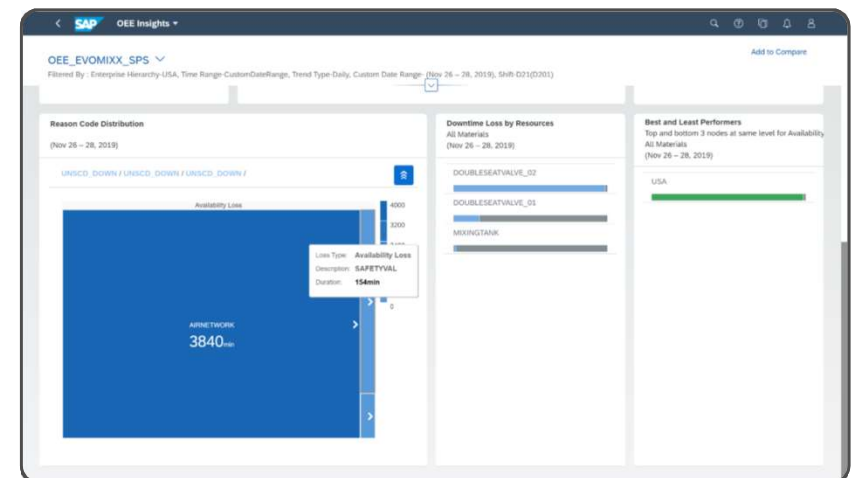 SAP OEE Insights
OEE_EVOMIXX_SPS
Add to Compare
Filtered By : Enterprise Hierarchy-USA, Time Range-CustomDateRange, Trend Type-Daily, Custom Date Range- (Nov 26 – 28, 2019), Shift-D21(D201)
Reason Code Distribution
(Nov 26 – 28, 2019)
UNSCD_DOWN / UNSCD_DOWN / UNSCD_DOWN /
Availability Loss
4000
3200
0
Loss Type: Availability Loss
Description: SAFETYVAL
Duration: 154min
AIRNETWORK
3840min
Downtime Loss by Resources
All Materials
(Nov 26 – 28, 2019)
DOUBLESEATVALVE_02
DOUBLESEATVALVE_01
MIXINGTANK
Best and Least Performers
Top and bottom 3 nodes at same level for Availability
All Materials
(Nov 26 – 28, 2019)
USA